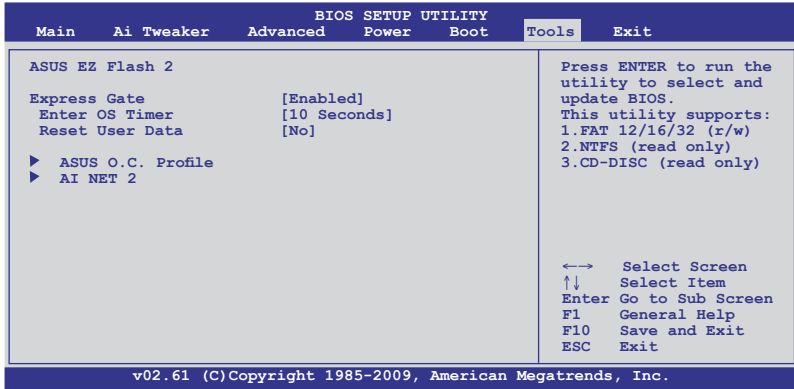 BIOS SETUP UTILITY
Main Ai Tweaker Advanced Power Boot Tools Exit
ASUS EZ Flash 2
Express Gate [Enabled]
Enter OS Timer [10 Seconds]
Reset User Data [No]
▶ ASUS O.C. Profile
▶ AI NET 2
Press ENTER to run the
utility to select and
update BIOS.
This utility supports:
1.FAT 12/16/32 (r/w)
2.NTFS (read only)
3.CD-DISC (read only)
←→ Select Screen
↑↓ Select Item
Enter Go to Sub Screen
F1 General Help
F10 Save and Exit
ESC Exit
v02.61 (C)Copyright 1985-2009, American Megatrends, Inc.